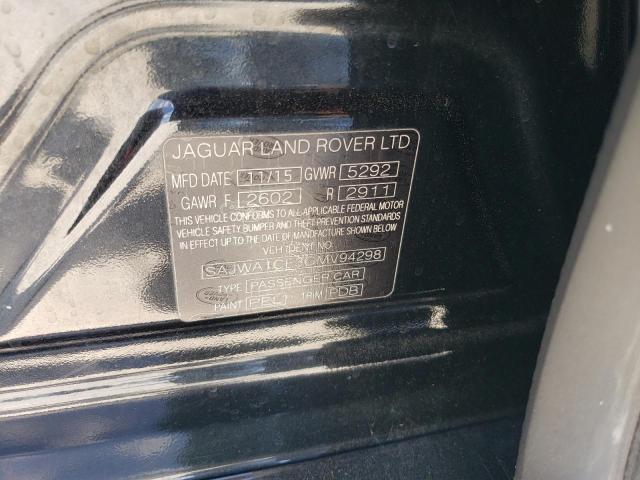 JAGUAR LAND ROVER LTD
MFD DATE 11/15 GVWR 5292
GAWR F 2602 R 2911
THIS VEHICLE CONFORMS TO ALL APPLICABLE FEDERAL MOTOR
VEHICLE SAFETY BUMPER AND THEFT PREVENTION STANDARDS
IN EFFECT UP TO THE DATE OF MANUFACTURE SHOWN BELOW
VEH IDENT NO.
TYPE PASSENGER CAR
PAINT PEL TRIM PDB